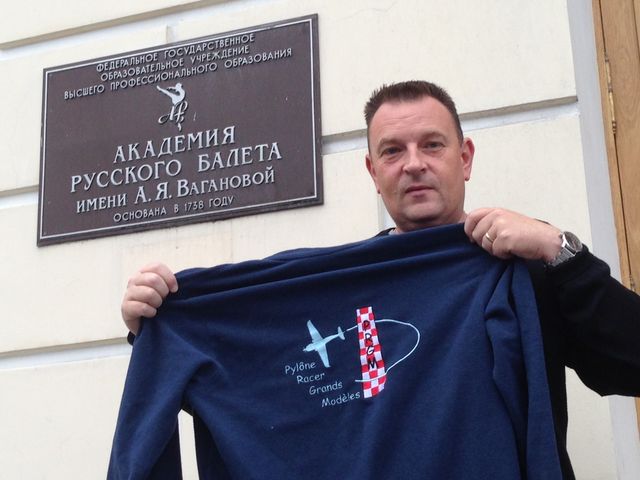 ФЕДЕРАЛЬНОЕ ГОСУДАРСТВЕННОЕ
ОБРАЗОВАТЕЛЬНОЕ УЧРЕЖДЕНИЕ
ВЫСШЕГО ПРОФЕССИОНАЛЬНОГО ОБРАЗОВАНИЯ
АКАДЕМИЯ
РУССКОГО БАЛЕТА
ИМЕНИ А.Я. ВАГАНОВОЙ
ОСНОВАНА В 1738 ГОДУ
Pylône
Racer
Grands
Modèles
PRGM